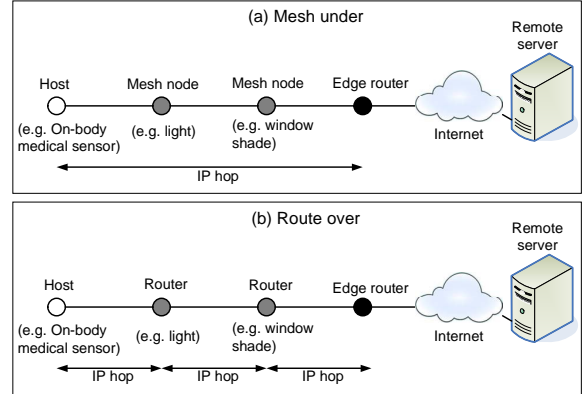 (a) Mesh under
Remote
server
Host
Mesh node
Mesh node
Edge router
(e.g. On-body
medical sensor)
(e.g. light)
(e.g. window
shade)
Internet
IP hop
(b) Route over
Remote
server
Host
Router
Router
Edge router
(e.g. On-body
medical sensor)
(e.g. light)
(e.g. window
shade)
Internet
IP hop
IP hop
IP hop